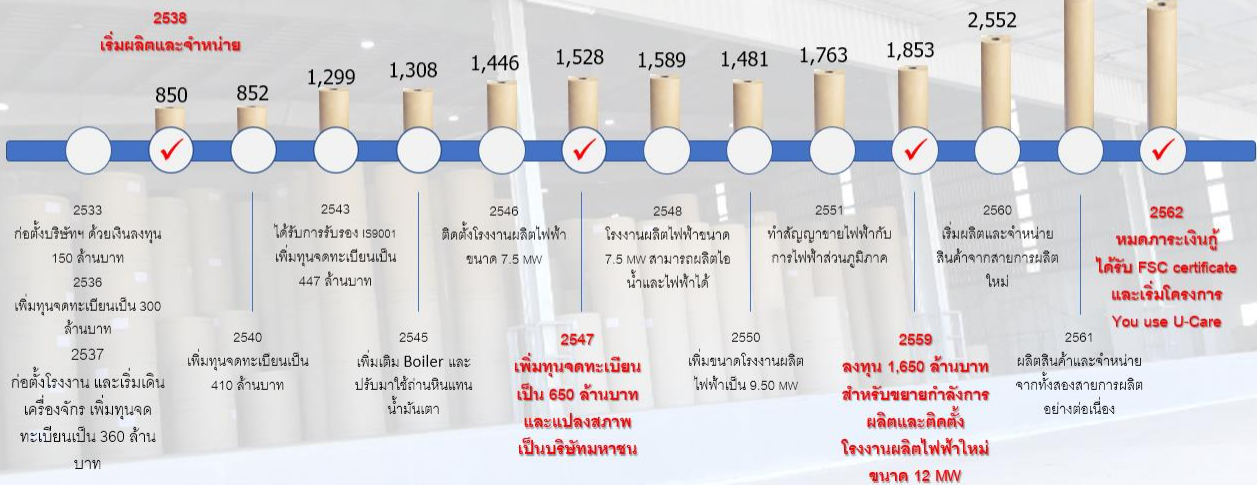 2538
เริ่มผลิตและจำหน่าย
850
852
1,299
1,308
1,446
1,528
1,589
1,481
1,763
1,853
2,552
2533
ก่อตั้งบริษัทฯ ด้วยเงินลงทุน
150 ล้านบาท
2536
เพิ่มทุนจดทะเบียนเป็น 300
ล้านบาท
2537
ก่อตั้งโรงงาน และเริ่มเดิน
เครื่องจักร เพิ่มทุนจด
ทะเบียนเป็น 360 ล้าน
บาท
2540
เพิ่มทุนจดทะเบียนเป็น
410 ล้านบาท
2543
ได้รับการรับรอง IS9001
เพิ่มทุนจดทะเบียนเป็น
447 ล้านบาท
2545
เพิ่มเติม Boiler และ
ปรับมาใช้ถ่านหินแทน
น้ำมันเตา
2546
ติดตั้งโรงงานผลิตไฟฟ้า
ขนาด 7.5 MW
2547
เพิ่มทุนจดทะเบียน
เป็น 650 ล้านบาท
และแปลงสภาพ
เป็นบริษัทมหาชน
2548
โรงงานผลิตไฟฟ้าขนาด
7.5 MW สามารถผลิตไอ
น้ำและไฟฟ้าได้
2550
เพิ่มขนาดโรงงานผลิต
ไฟฟ้าเป็น 9.50 MW
2551
ทำสัญญาขายไฟฟ้ากับ
การไฟฟ้าส่วนภูมิภาค
2559
ลงทุน 1,650 ล้านบาท
สำหรับขยายกำลังการ
ผลิตและติดตั้ง
โรงงานผลิตไฟฟ้าใหม่
ขนาด 12 MW
2560
เริ่มผลิตและจำหน่าย
สินค้าจากสายการผลิต
ใหม่
2561
ผลิตสินค้าและจำหน่าย
จากทั้งสองสายการผลิต
อย่างต่อเนื่อง
2562
หมดภาระเงินกู้
ได้รับ FSC certificate
และเริ่มโครงการ
You use U-Care